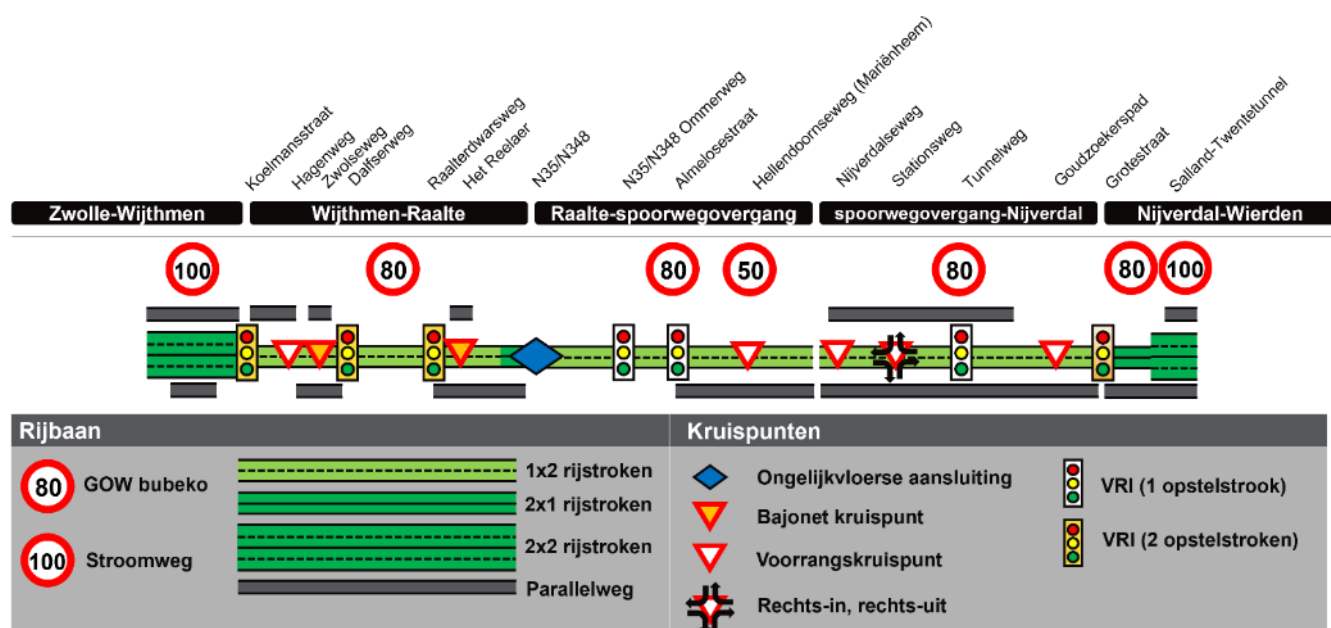 Koelmansstraat
Hagenweg
Zwolseweg
Dalfserweg
Raalterdwarsweg
Het Reelaer
N35/N348
N35/N348 Ommerweg
Almelosestraat
Hellendoornseweg (Mariënheem)
Nijverdalseweg
Stationsweg
Tunnelweg
Goudzoekerspad
Grotestraat
Salland-Twentetunnel
Zwolle-Wijthmen
Wijthmen-Raalte
Raalte-spoorwegovergang
spoorwegovergang-Nijverdal
Nijverdal-Wierden
100
80
80
50
80
80
100
Rijbaan
80
GOW bubeko
100
Stroomweg
1x2 rijstroken
2x1 rijstroken
2x2 rijstroken
Parallelweg
Kruispunten
Ongelijkvloerse aansluiting
Bajonet kruispunt
Voorrangskruispunt
Rechts-in, rechts-uit
VRI (1 opstelstrook)
VRI (2 opstelstroken)